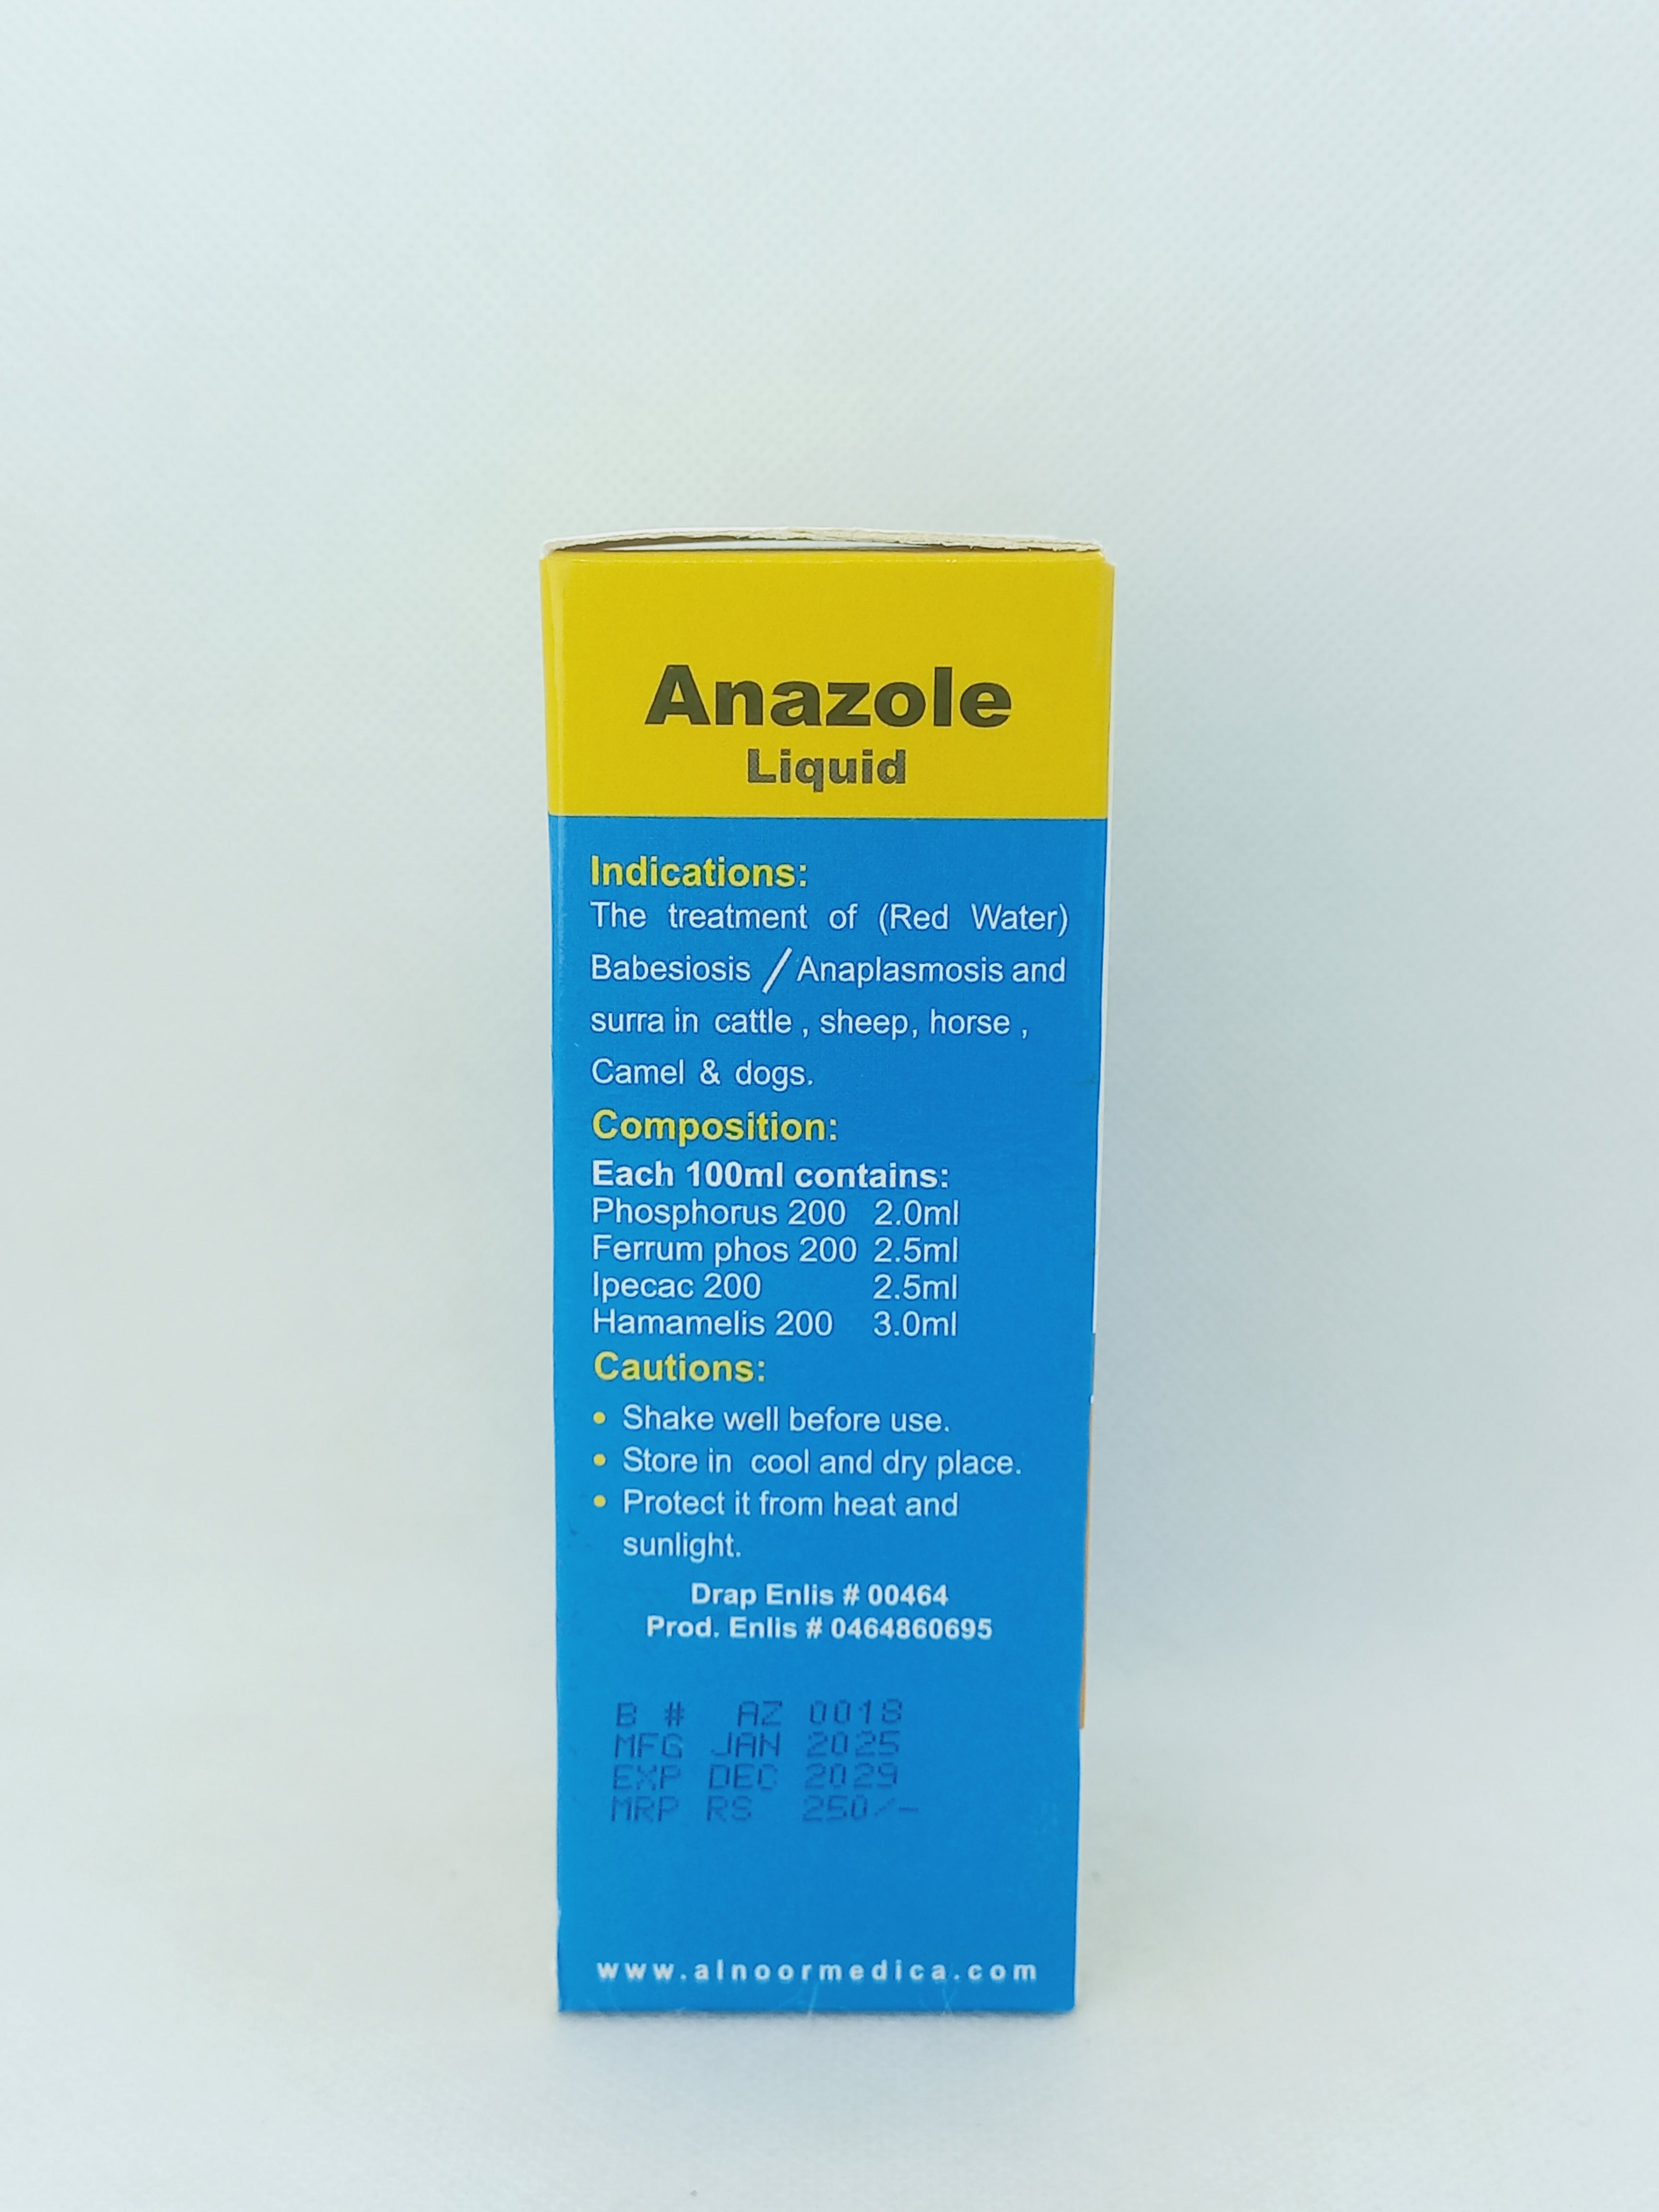 Anazole
Liquid
Indications:
The treatment of (Red Water)
Babesiosis / Anaplasmosis and
surra in cattle , sheep, horse ,
Camel & dogs.
Composition:
Each 100ml contains:
Phosphorus 200 2.0ml
Ferrum phos 200 2.5ml
Ipecac 200 2.5ml
Hamamelis 200 3.0ml
Cautions:
• Shake well before use.
• Store in cool and dry place.
• Protect it from heat and
sunlight.
Drap Enlis # 00464
Prod. Enlis # 0464860695
B # AZ 0018
MFG JAN 2025
EXP DEC 2029
MRP RS 250/-
www.alnoormedica.com